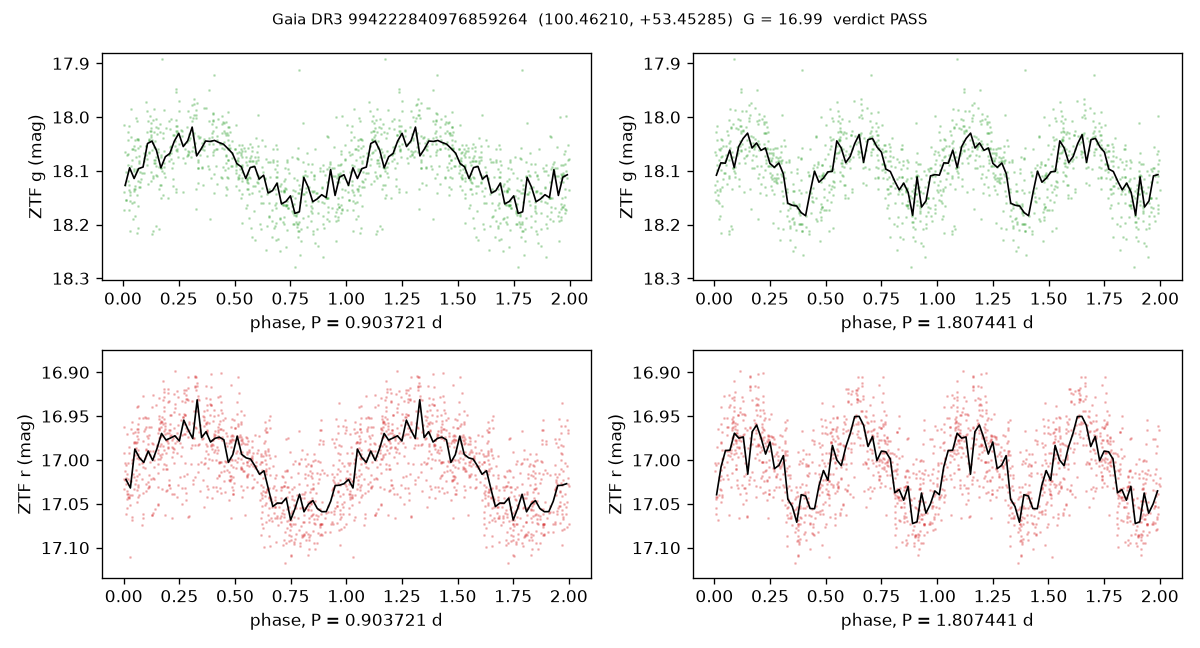 Gaia DR3 994222840976859264 (100.46210, +53.45285) G = 16.99 verdict PASS
ZTF g (mag)
17.9
18.0
18.1
18.2
18.3
0.00 0.25 0.50 0.75 1.00 1.25 1.50 1.75 2.00
phase, P = 0.903721 d
ZTF g (mag)
17.9
18.0
18.1
18.2
18.3
0.00 0.25 0.50 0.75 1.00 1.25 1.50 1.75 2.00
phase, P = 1.807441 d
ZTF r (mag)
16.90
16.95
17.00
17.05
17.10
0.00 0.25 0.50 0.75 1.00 1.25 1.50 1.75 2.00
phase, P = 0.903721 d
ZTF r (mag)
16.90
16.95
17.00
17.05
17.10
0.00 0.25 0.50 0.75 1.00 1.25 1.50 1.75 2.00
phase, P = 1.807441 d